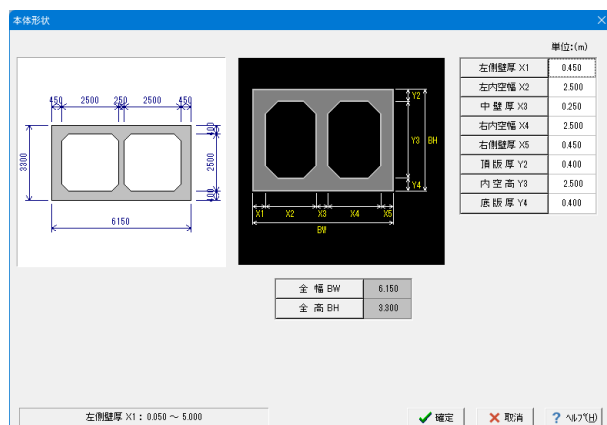 本体形状
単位:(m)
左側壁厚 X1 0.450
左内空幅 X2 2.500
中 壁 厚 X3 0.250
右内空幅 X4 2.500
右側壁厚 X5 0.450
頂 版 厚 Y2 0.400
内 空 高 Y3 2.500
底 版 厚 Y4 0.400
450 2500 250 2500 450
400
3300 2500
400
6150
Y2
Y3 BH
Y4
X1 X2 X3 X4 X5
BW
全 幅 BW 6.150
全 高 BH 3.300
左側壁厚 X1 : 0.050 ～ 5.000
確定 取消 ? ﾍﾙﾌﾟ(H)